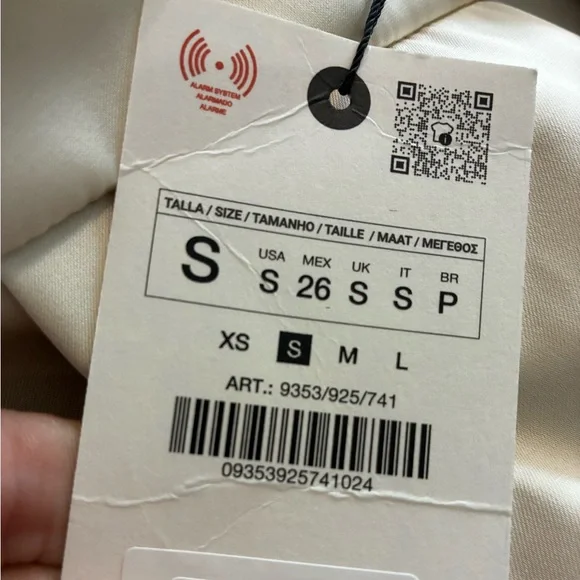 ALARM SYSTEM
ALARMADO
ALARME
TALLA / SIZE / TAMANHO / TAILLE / MAAT / ΜΕΓΕΘΟΣ
S
USA MEX UK IT BR
S 26 S S P
XS S M L
ART.: 9353/925/741
09353925741024